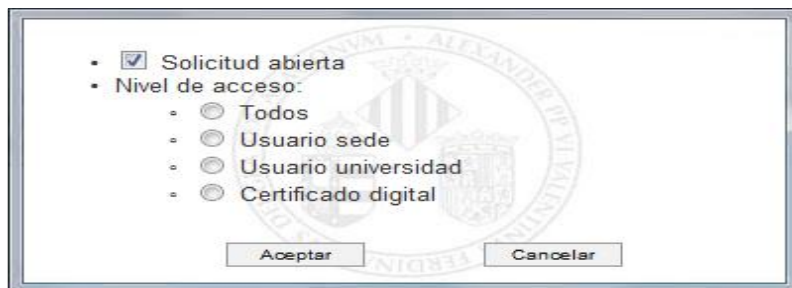 Solicitud abierta
Nivel de acceso:
Todos
Usuario sede
Usuario universidad
Certificado digital
Aceptar
Cancelar